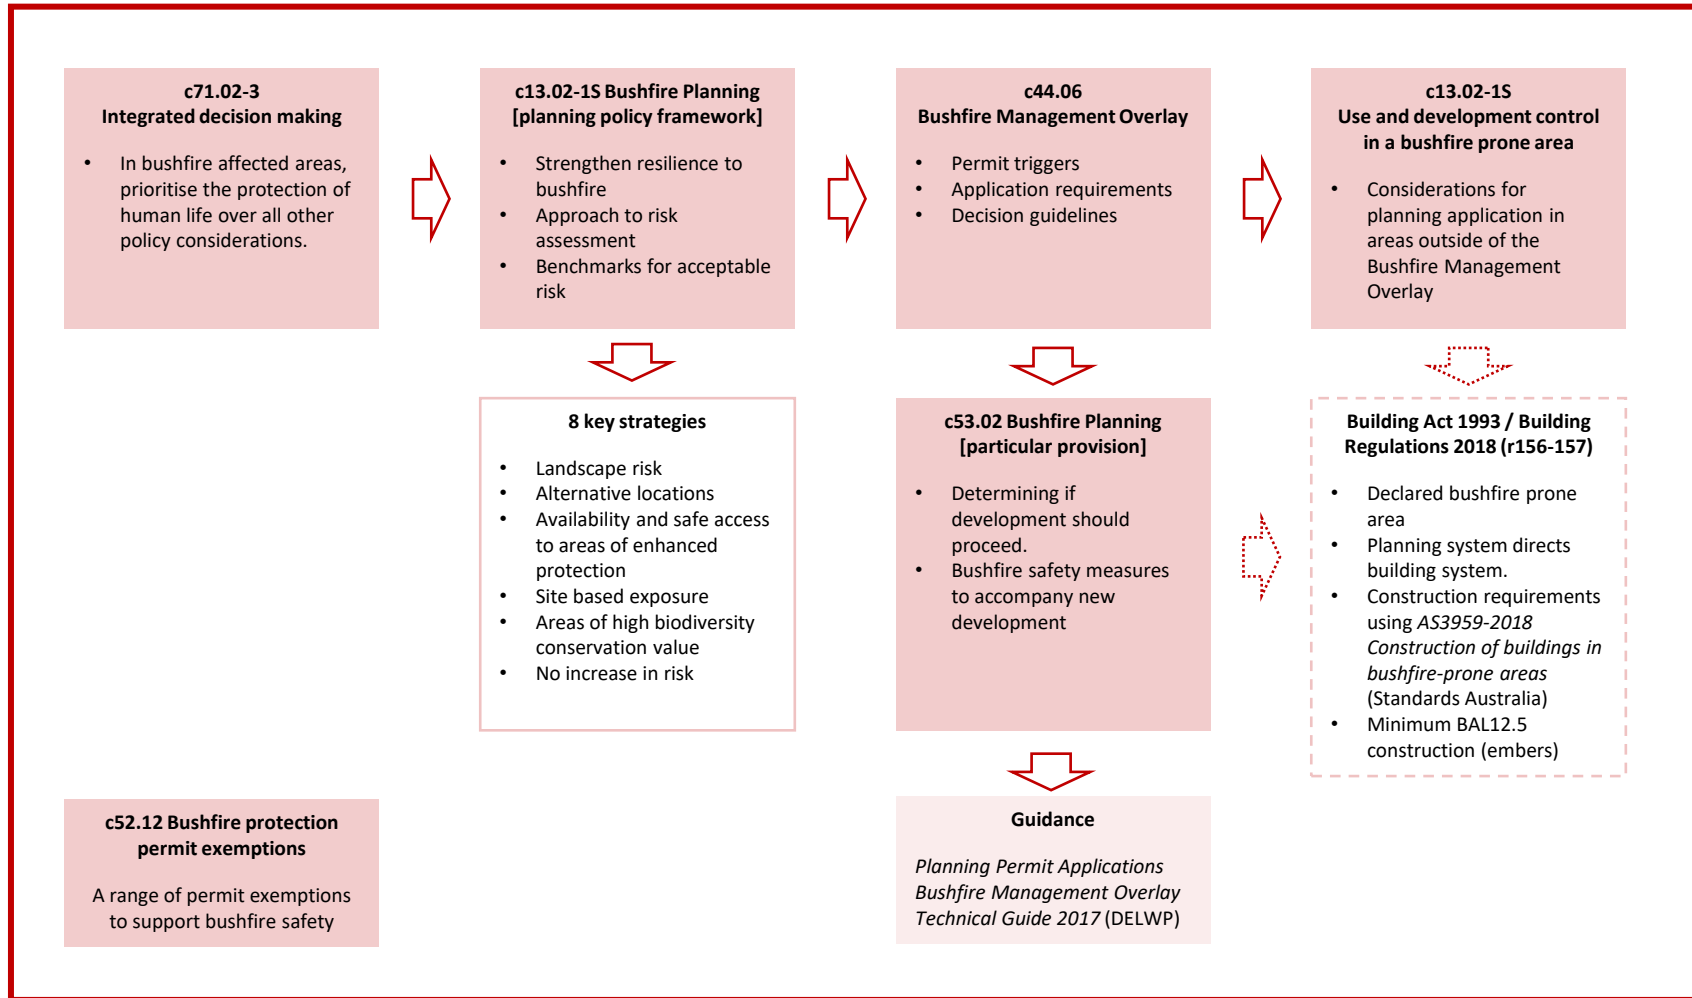 c71.02-3
Integrated decision making
• In bushfire affected areas,
prioritise the protection of
human life over all other
policy considerations.
c13.02-1S Bushfire Planning
[planning policy framework]
• Strengthen resilience to
bushfire
• Approach to risk
assessment
• Benchmarks for acceptable
risk
c44.06
Bushfire Management Overlay
• Permit triggers
• Application requirements
• Decision guidelines
c13.02-1S
Use and development control
in a bushfire prone area
• Considerations for
planning application in
areas outside of the
Bushfire Management
Overlay
8 key strategies
• Landscape risk
• Alternative locations
• Availability and safe access
to areas of enhanced
protection
• Site based exposure
• Areas of high biodiversity
conservation value
• No increase in risk
c53.02 Bushfire Planning
[particular provision]
• Determining if
development should
proceed.
• Bushfire safety measures
to accompany new
development
Building Act 1993 / Building
Regulations 2018 (r156-157)
• Declared bushfire prone
area
• Planning system directs
building system.
• Construction requirements
using AS3959-2018
Construction of buildings in
bushfire-prone areas
(Standards Australia)
• Minimum BAL12.5
construction (embers)
c52.12 Bushfire protection
permit exemptions
A range of permit exemptions
to support bushfire safety
Guidance
Planning Permit Applications
Bushfire Management Overlay
Technical Guide 2017 (DELWP)